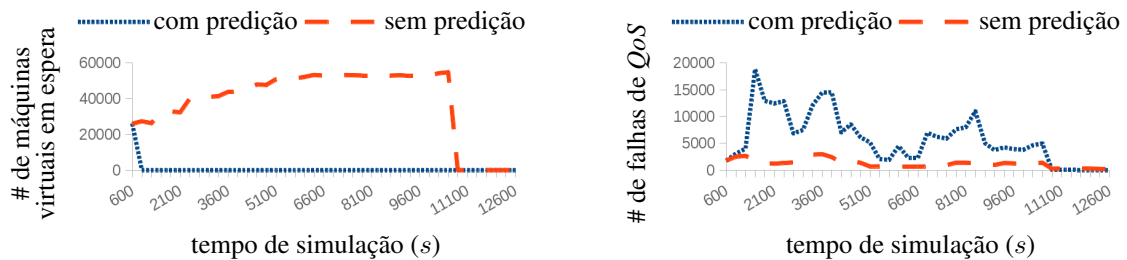 com predição sem predição
# de máquinas
virtuais em espera
60000
40000
20000
0
600 2100 3600 5100 6600 8100 9600 11100 12600
tempo de simulação (s)
com predição sem predição
# de falhas de QoS
20000
15000
10000
5000
0
600 2100 3600 5100 6600 8100 9600 11100 12600
tempo de simulação (s)